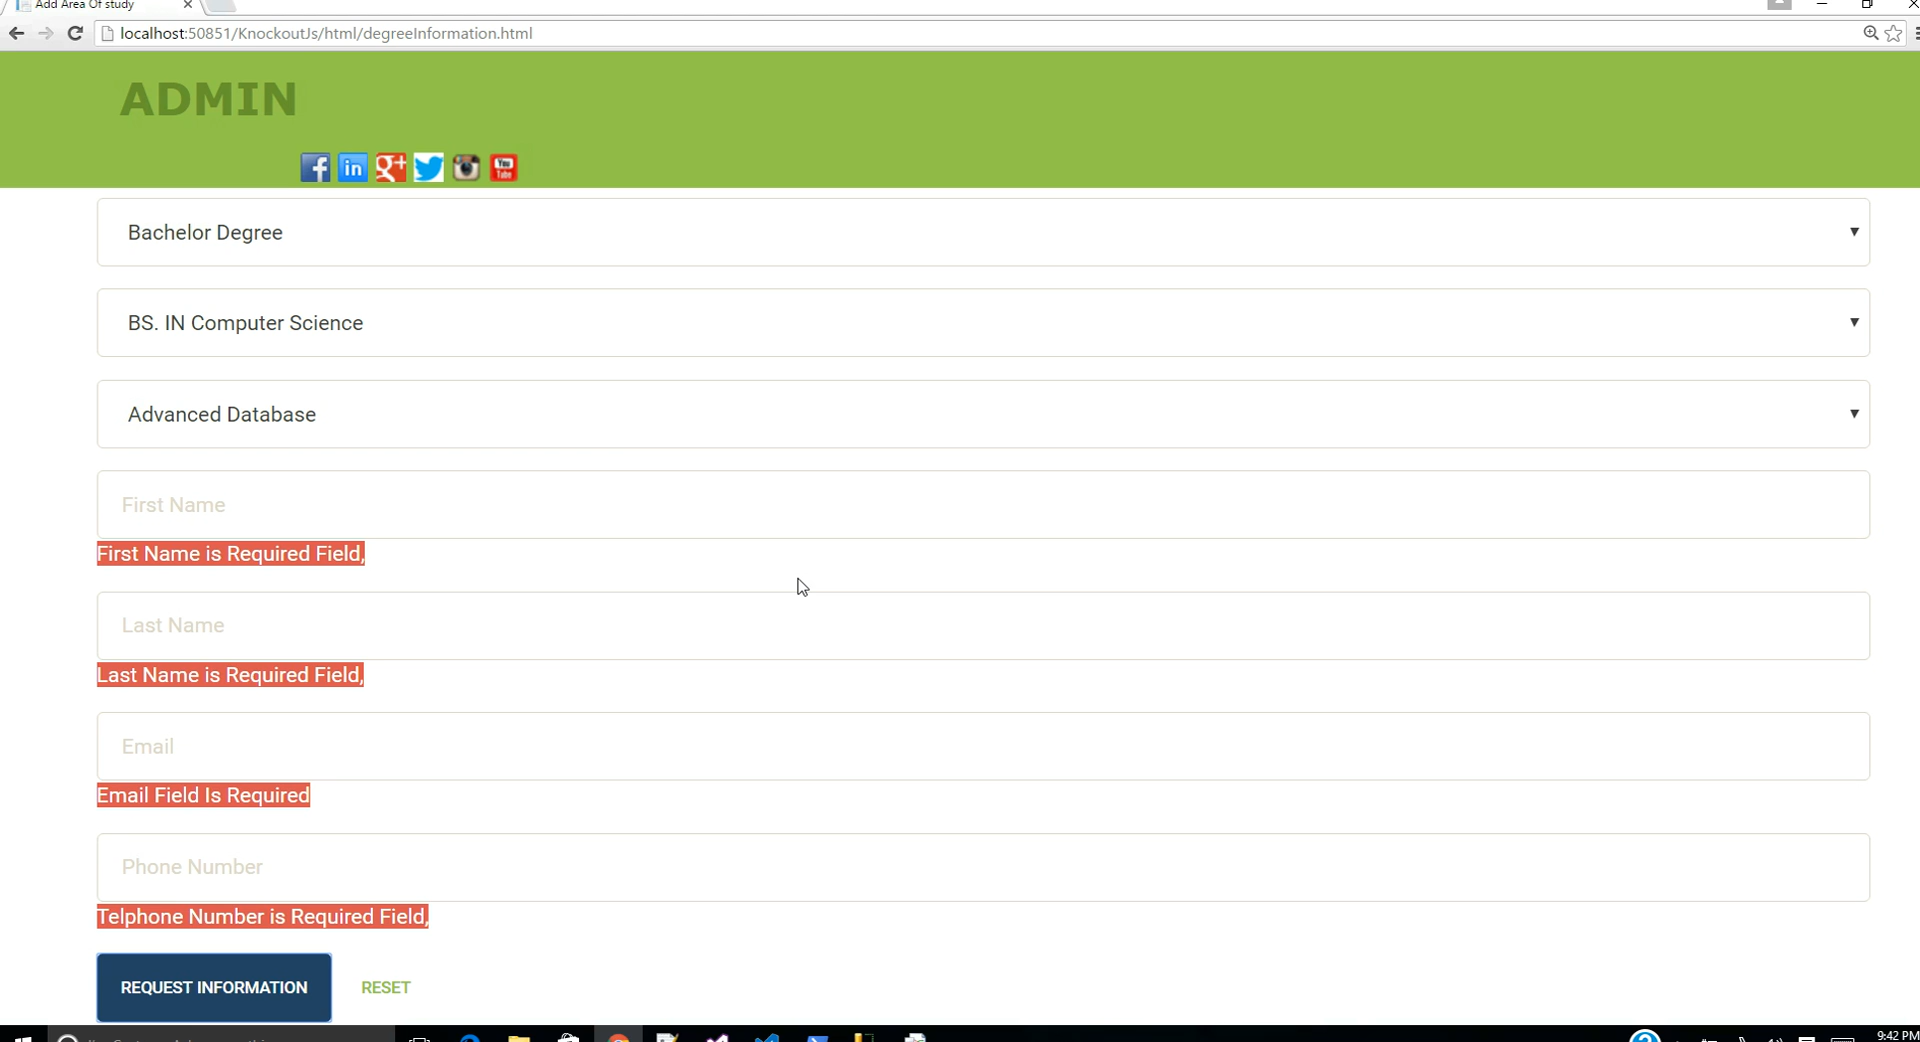 Add Area Of study
localhost:50851/KnockoutJs/html/degreeInformation.html
ADMIN
You
Tube
Bachelor Degree
BS. IN Computer Science
Advanced Database
First Name
First Name is Required Field,
Last Name
Last Name is Required Field,
Email
Email Field Is Required
Phone Number
Telphone Number is Required Field,
REQUEST INFORMATION RESET
9:42 PM